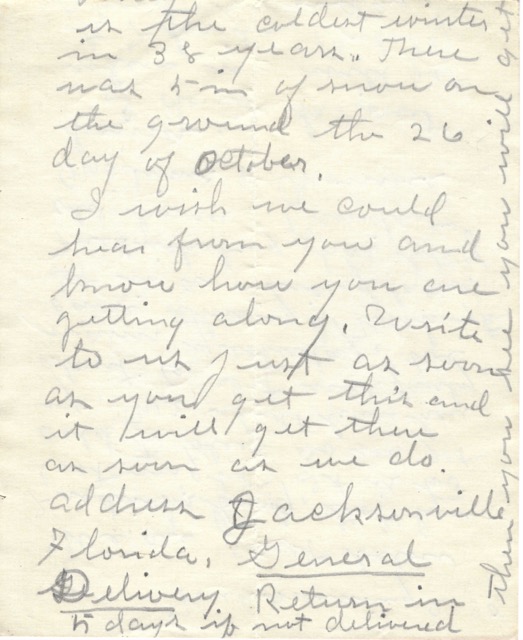 is the coldest winter
in 38 years. There
was 5 in of snow on
the ground the 26
day of October.
I wish we could
hear from you and
know how you are
getting along. Write
to us just as soon
as you get this and
it will get there
as soon as we do.
address Jacksonville
Florida, General
Delivery Return in
5 days if not delivered
then you see you will get